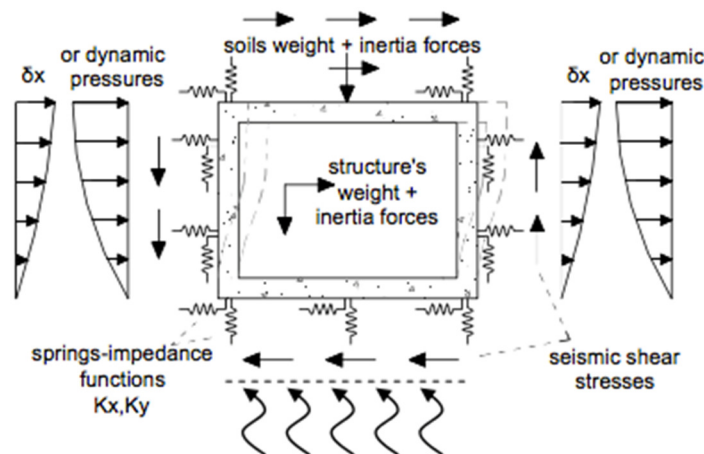 soils weight + inertia forces
δx
or dynamic
pressures
δx
or dynamic
pressures
structure's
weight +
inertia forces
springs-impedance
functions
Kx,Ky
seismic shear
stresses